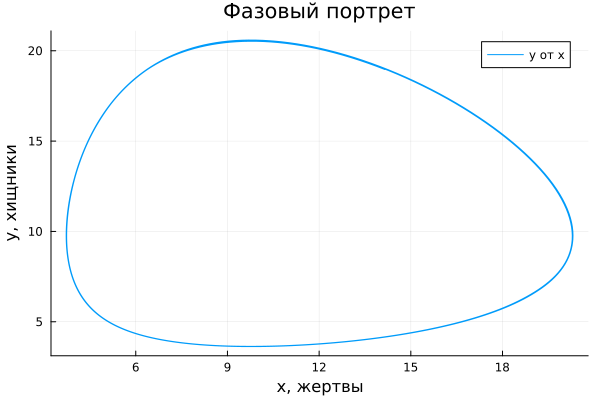 Фазовый портрет
y от x
20
15
10
5
y, хищники
6 9 12 15 18
x, жертвы